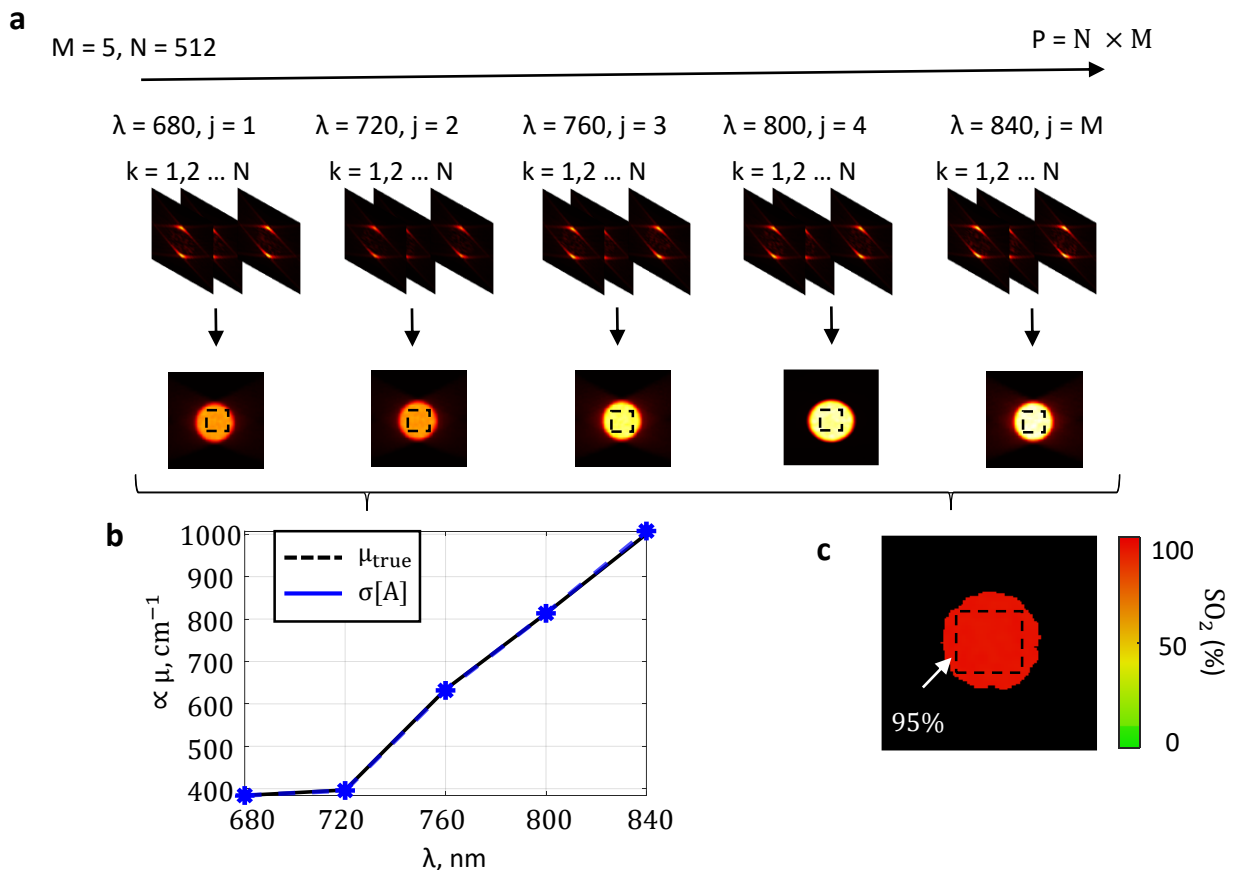 a
M = 5, N = 512
P = N × M
λ = 680, j = 1
λ = 720, j = 2
λ = 760, j = 3
λ = 800, j = 4
λ = 840, j = M
k = 1,2 ... N
k = 1,2 ... N
k = 1,2 ... N
k = 1,2 ... N
k = 1,2 ... N
b
1000
900
800
700
600
500
400
∝ μ, cm⁻¹
μtrue
σ[A]
680
720
760
800
840
λ, nm
c
95%
100
50
0
SO₂ (%)